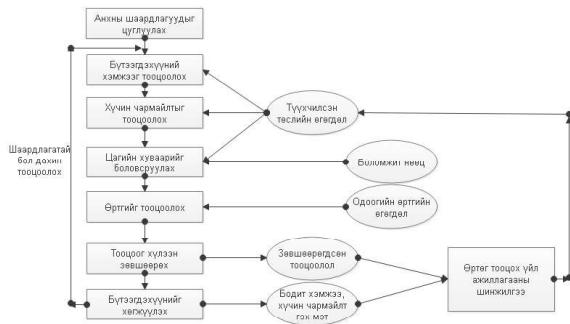 Анхны шаардлагуудыг
цуглуулах
Бүтээгдэхүүний
хэмжээг тооцоолох
Хүчин чармайлтыг
тооцоолох
Түүхчилсэн
төслийн өгөгдөл
Шаардлагатай
бол дахин
тооцоолох
Цагийн хуваарийг
боловсруулах
Боломжит нөөц
Өртгийг тооцоолох
Одоогийн өртгийн
өгөгдөл
Тооцоог хүлээн
зөвшөөрөх
Зөвшөөрөгдсөн
тооцоолол
Өртөг тооцох үйл
ажиллагааны
шинжилгээ
Бүтээгдэхүүнийг
хөгжүүлэх
Бодит хэмжээ,
хүчин чармайлт
гэх мэт